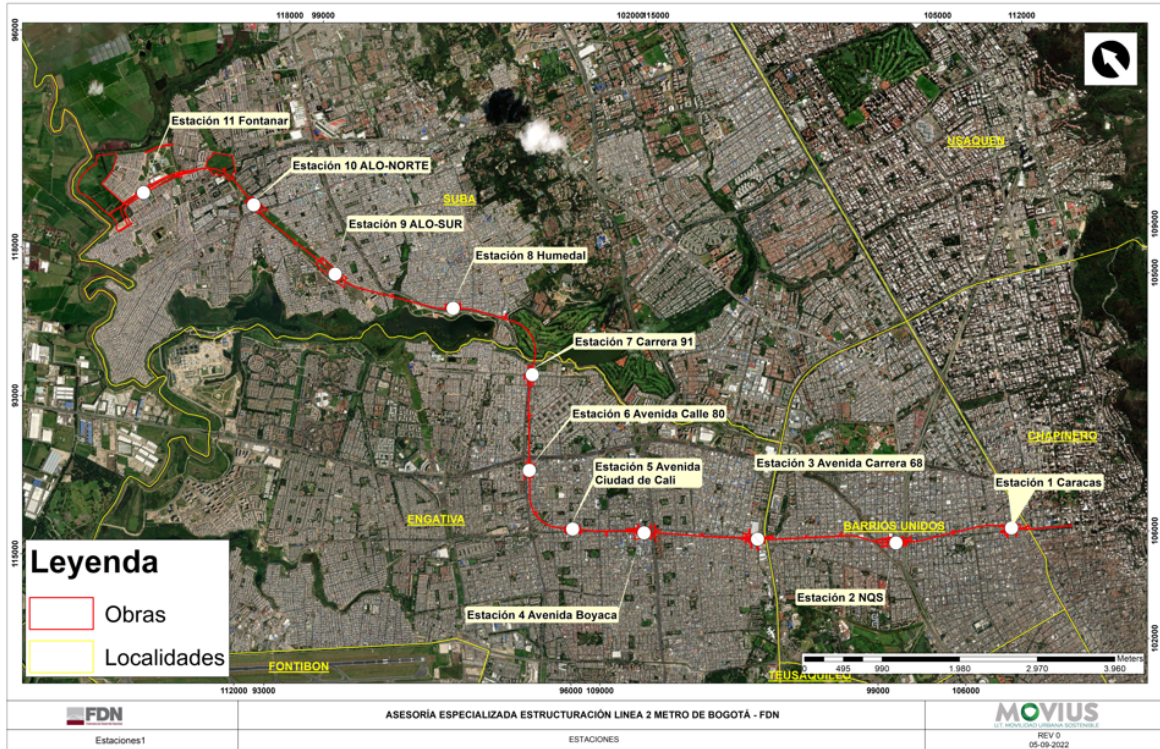 118000 99000 102000 115000 105000 112000
96000
118000
93000
115000
109000
105000
106000
102000
Estación 11 Fontanar
Estación 10 ALO-NORTE
Estación 9 ALO-SUR
Estación 8 Humedal
Estación 7 Carrera 91
Estación 6 Avenida Calle 80
Estación 5 Avenida
Ciudad de Cali
Estación 3 Avenida Carrera 68
Estación 1 Caracas
Estación 4 Avenida Boyaca
Estación 2 NQS
USAQUEN
SUBA
CHAPINERO
BARRIOS UNIDOS
ENGATIVA
FONTIBON
TEUSAQUILLO
Leyenda
Obras
Localidades
Meters
0 495 990 1.980 2.970 3.960
112000 93000 96000 109000 99000 106000
FDN
ASESORÍA ESPECIALIZADA ESTRUCTURACIÓN LINEA 2 METRO DE BOGOTÁ - FDN
MOVIUS
U.T. MOVILIDAD URBANA SOSTENIBLE
Estaciones1
ESTACIONES
REV 0
05-09-2022